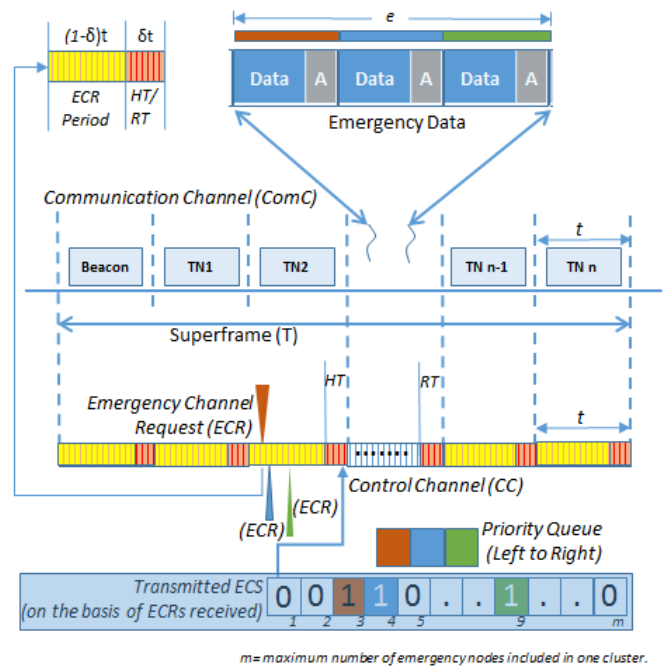 (1-δ)t δt
ECR Period
HT/ RT
e
Data A Data A Data A
Emergency Data
Communication Channel (ComC)
t
Beacon TN1 TN2 TN n-1 TN n
Superframe (T)
HT RT
Emergency Channel Request (ECR)
t
.......
Control Channel (CC)
(ECR) (ECR)
Priority Queue
(Left to Right)
Transmitted ECS
(on the basis of ECRs received)
0 0 1 1 0 . . 1 . . 0
1 2 3 4 5 9 m
m= maximum number of emergency nodes included in one cluster.